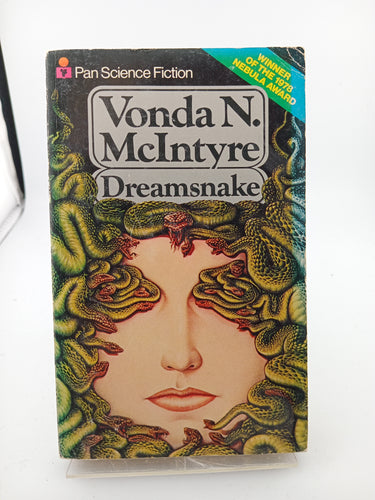 Pan Science Fiction
WINNER
OF THE 1978
NEBULA AWARD
Vonda N.
McIntyre
Dreamsnake